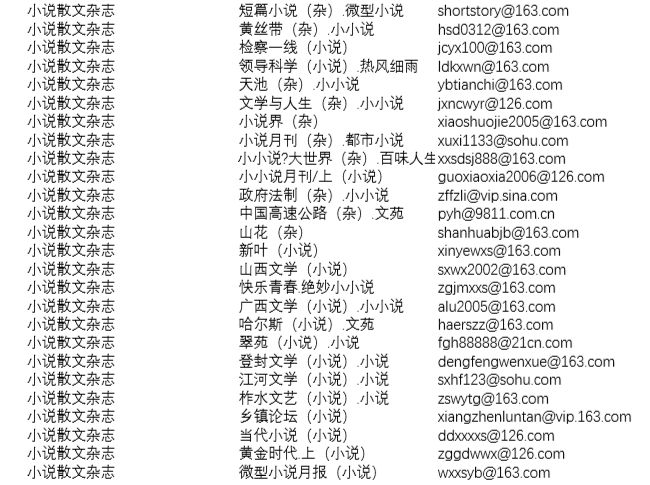 小说散文杂志 短篇小说（杂）.微型小说 shortstory@163.com
小说散文杂志 黄丝带（杂）.小小说 hsd0312@163.com
小说散文杂志 检察一线（小说） jcyx100@163.com
小说散文杂志 领导科学（小说）.热风细雨 ldkxwn@163.com
小说散文杂志 天池（杂）.小小说 ybtianchi@163.com
小说散文杂志 文学与人生（杂）.小小说 jxncwyr@126.com
小说散文杂志 小说界（杂） xiaoshuojie2005@163.com
小说散文杂志 小说月刊（杂）.都市小说 xuxi1133@sohu.com
小说散文杂志 小小说?大世界（杂）.百味人生 xxsdsj888@163.com
小说散文杂志 小小说月刊/上（小说） guoxiaoxia2006@126.com
小说散文杂志 政府法制（杂）.小小说 zffzli@vip.sina.com
小说散文杂志 中国高速公路（杂）.文苑 pyh@9811.com.cn
小说散文杂志 山花（杂） shanhuabjb@163.com
小说散文杂志 新叶（小说） xinyewxs@163.com
小说散文杂志 山西文学（小说） sxwx2002@163.com
小说散文杂志 快乐青春.绝妙小小说 zgjmxxs@163.com
小说散文杂志 广西文学（小说）.小小说 alu2005@163.com
小说散文杂志 哈尔斯（小说）.文苑 haerszz@163.com
小说散文杂志 翠苑（小说）.小说 fgh88888@21cn.com
小说散文杂志 登封文学（小说）.小说 dengfengwenxue@163.com
小说散文杂志 江河文学（小说）.小说 sxhf123@sohu.com
小说散文杂志 柞水文艺（小说）.小说 zswytg@163.com
小说散文杂志 乡镇论坛（小说） xiangzhenluntan@vip.163.com
小说散文杂志 当代小说（小说） ddxxxxs@126.com
小说散文杂志 黄金时代.上（小说） zggdwwx@126.com
小说散文杂志 微型小说月报（小说） wxxsyb@163.com